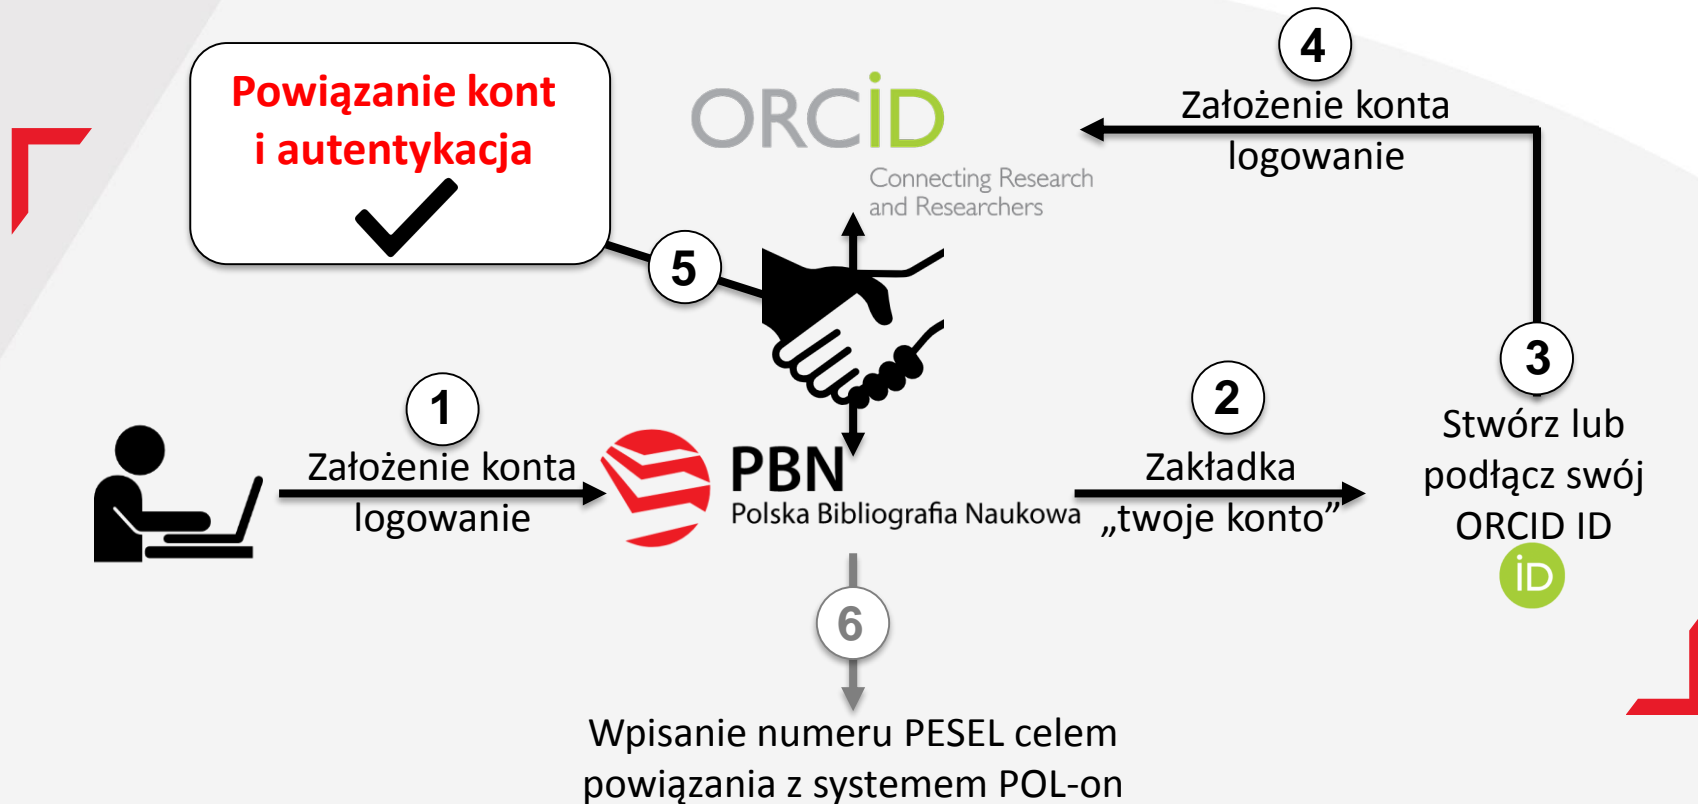 Powiązanie kont
i autentykacja
ORCID
Connecting Research
and Researchers
4
Założenie konta
logowanie
5
3
Stwórz lub
podłącz swój
ORCID ID
iD
1
Założenie konta
logowanie
PBN
Polska Bibliografia Naukowa
2
Zakładka
„twoje konto”
6
Wpisanie numeru PESEL celem
powiązania z systemem POL-on